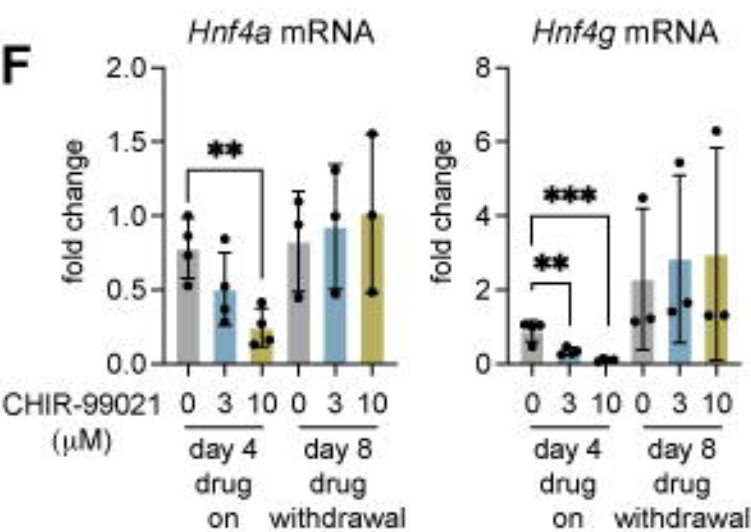 F
Hnf4a mRNA
fold change
2.0
1.5
1.0
0.5
0.0
**
CHIR-99021 0 3 10 0 3 10
(μM)
day 4 day 8
drug drug
on withdrawal
Hnf4g mRNA
fold change
8
6
4
2
0
***
**
0 3 10 0 3 10
day 4 day 8
drug drug
on withdrawal